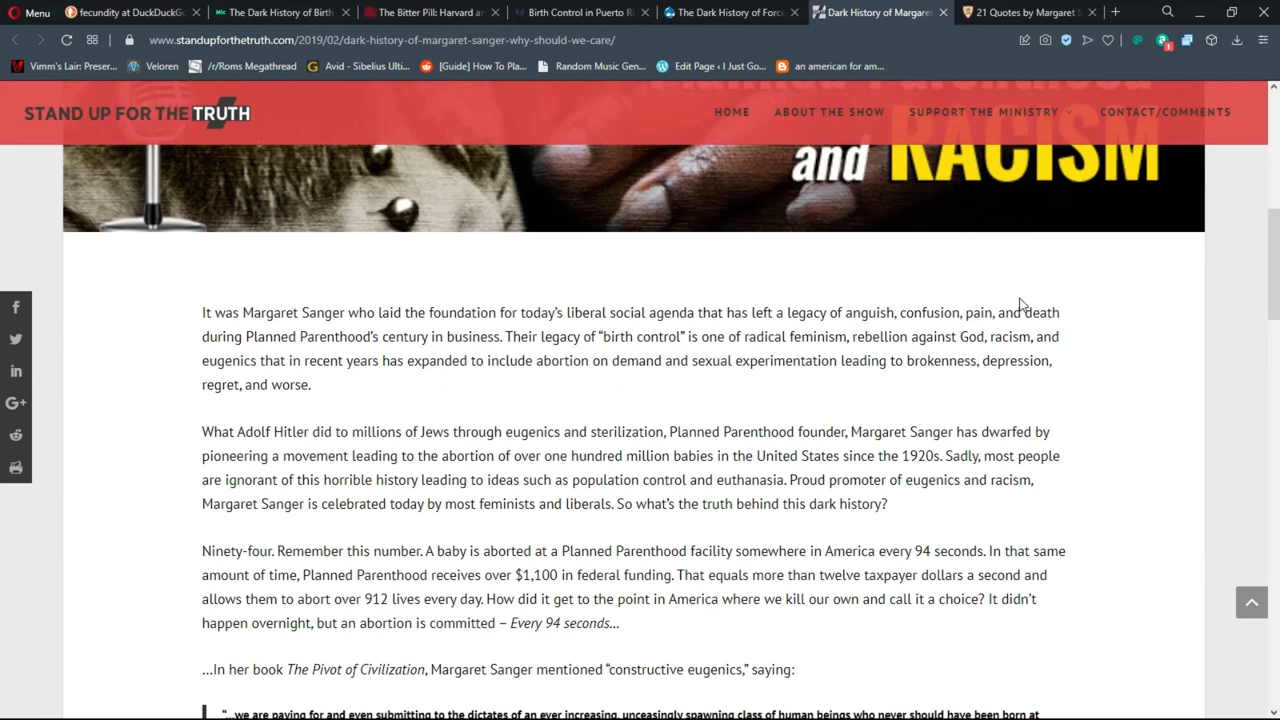 Menu
fecundity at DuckDuckGo
The Dark History of Birth
The Bitter Pill: Harvard an
Birth Control in Puerto R
The Dark History of Force
Dark History of Margare
21 Quotes by Margaret S
www.standupforthetruth.com/2019/02/dark-history-of-margaret-sanger-why-should-we-care/
Vimm's Lair: Preser...
Veloren
/r/Roms Megathread
Avid - Sibelius Ulti...
[Guide] How To Pla...
Random Music Gen...
Edit Page ‹ I Just Go...
an american for am...
Planned Parenthood
STAND UP FOR THE TRUTH
HOME ABOUT THE SHOW SUPPORT THE MINISTRY CONTACT/COMMENTS
and RACISM
It was Margaret Sanger who laid the foundation for today's liberal social agenda that has left a legacy of anguish, confusion, pain, and death
during Planned Parenthood's century in business. Their legacy of “birth control” is one of radical feminism, rebellion against God, racism, and
eugenics that in recent years has expanded to include abortion on demand and sexual experimentation leading to brokenness, depression,
regret, and worse.
What Adolf Hitler did to millions of Jews through eugenics and sterilization, Planned Parenthood founder, Margaret Sanger has dwarfed by
pioneering a movement leading to the abortion of over one hundred million babies in the United States since the 1920s. Sadly, most people
are ignorant of this horrible history leading to ideas such as population control and euthanasia. Proud promoter of eugenics and racism,
Margaret Sanger is celebrated today by most feminists and liberals. So what's the truth behind this dark history?
Ninety-four. Remember this number. A baby is aborted at a Planned Parenthood facility somewhere in America every 94 seconds. In that same
amount of time, Planned Parenthood receives over $1,100 in federal funding. That equals more than twelve taxpayer dollars a second and
allows them to abort over 912 lives every day. How did it get to the point in America where we kill our own and call it a choice? It didn't
happen overnight, but an abortion is committed – Every 94 seconds…
…In her book The Pivot of Civilization, Margaret Sanger mentioned “constructive eugenics,” saying:
“…we are paying for and even submitting to the dictates of an ever increasing, unceasingly spawning class of human beings who never should have been born at